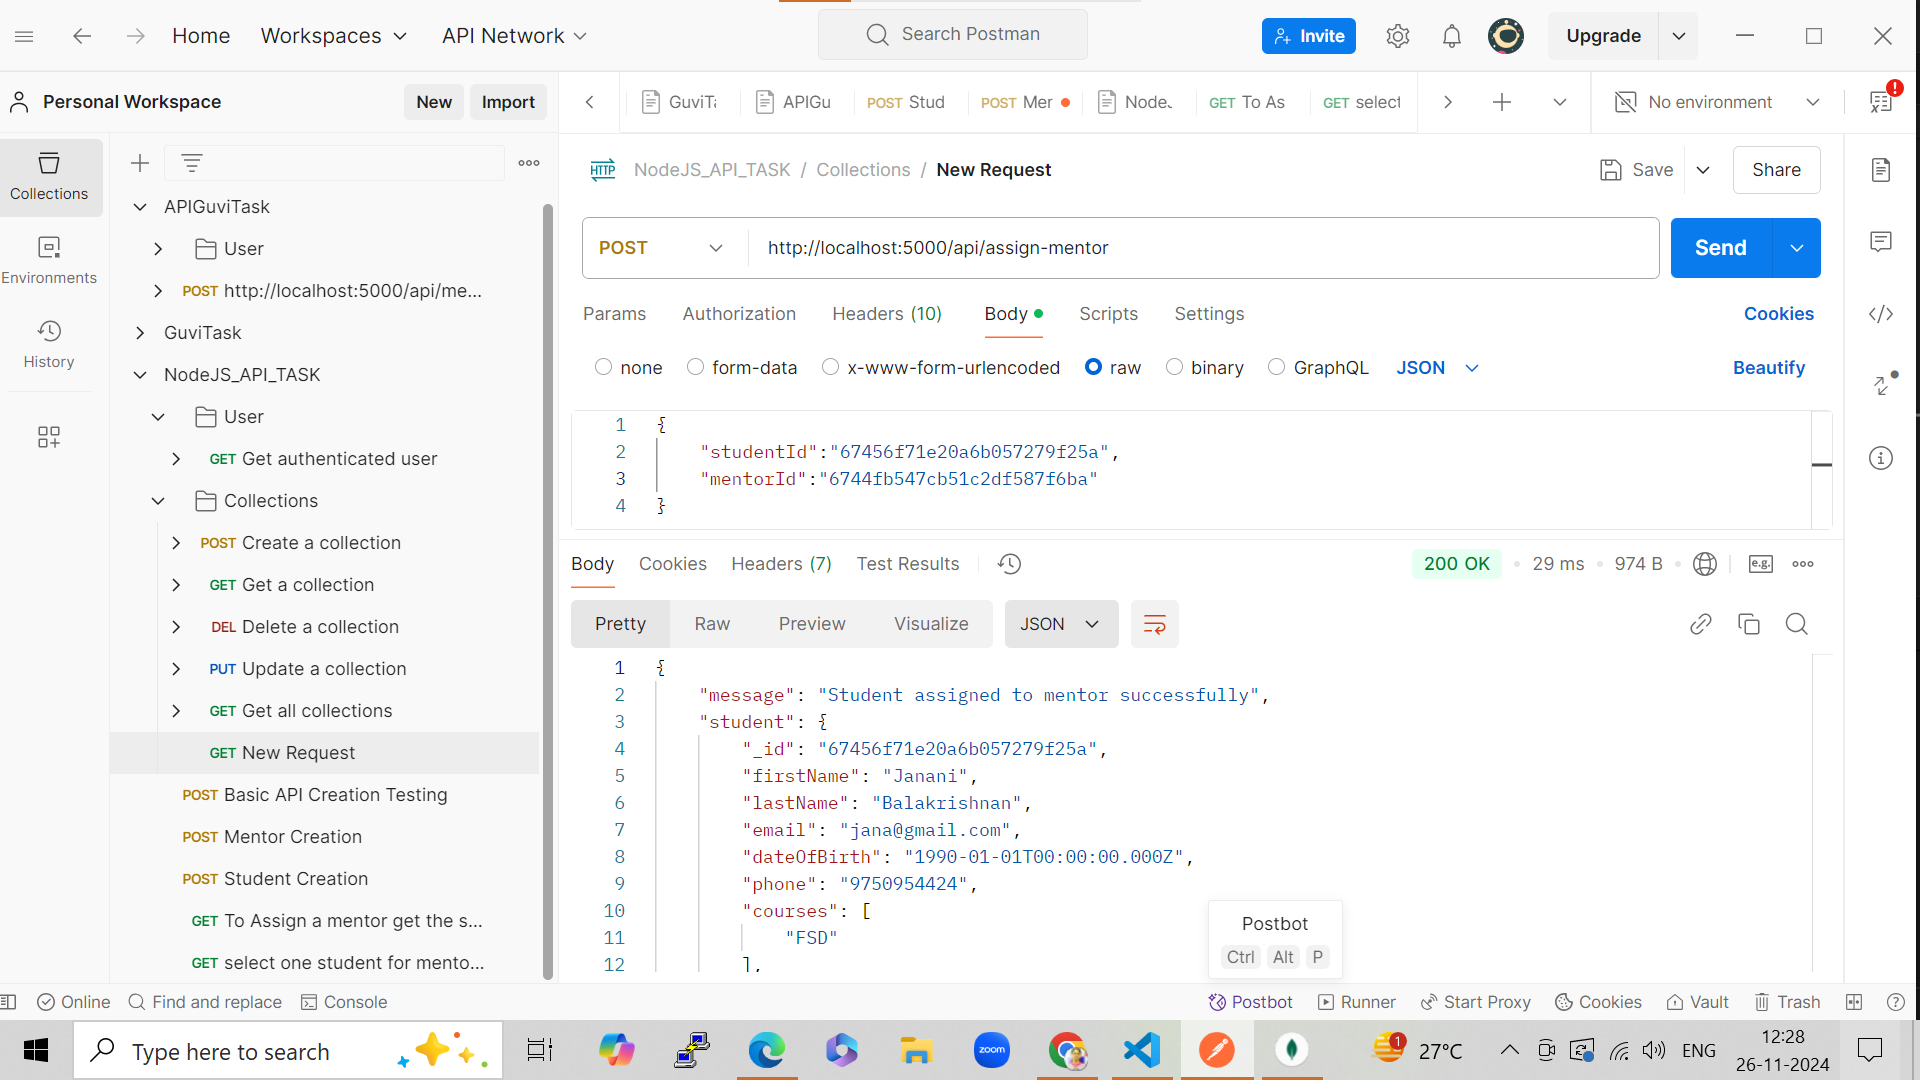 Home
Workspaces
API Network
Search Postman
Invite
Upgrade
Personal Workspace
New
Import
GuviTa
APIGu
POST Stud
POST Mer
NodeJ
GET To As
GET select
No environment
!
Collections
Environments
History
APIGuviTask
User
POST http://localhost:5000/api/me...
GuviTask
NodeJS_API_TASK
User
GET Get authenticated user
Collections
POST Create a collection
GET Get a collection
DEL Delete a collection
PUT Update a collection
GET Get all collections
GET New Request
POST Basic API Creation Testing
POST Mentor Creation
POST Student Creation
GET To Assign a mentor get the s...
GET select one student for mento...
HTTP NodeJS_API_TASK / Collections / New Request
Save
Share
POST
http://localhost:5000/api/assign-mentor
Send
Params
Authorization
Headers (10)
Body
Scripts
Settings
Cookies
none
form-data
x-www-form-urlencoded
raw
binary
GraphQL
JSON
Beautify
1 {
2 "studentId":"67456f71e20a6b057279f25a",
3 "mentorId":"6744fb547cb51c2df587f6ba"
4 }
Body
Cookies
Headers (7)
Test Results
200 OK
29 ms
974 B
e.g.
Pretty
Raw
Preview
Visualize
JSON
1 {
2 "message": "Student assigned to mentor successfully",
3 "student": {
4 "_id": "67456f71e20a6b057279f25a",
5 "firstName": "Janani",
6 "lastName": "Balakrishnan",
7 "email": "jana@gmail.com",
8 "dateOfBirth": "1990-01-01T00:00:00.000Z",
9 "phone": "9750954424",
10 "courses": [
11 "FSD"
12 ],
Postbot
Ctrl Alt P
Online
Find and replace
Console
Postbot
Runner
Start Proxy
Cookies
Vault
Trash
Type here to search
zoom
1
27°C
ENG
12:28
26-11-2024